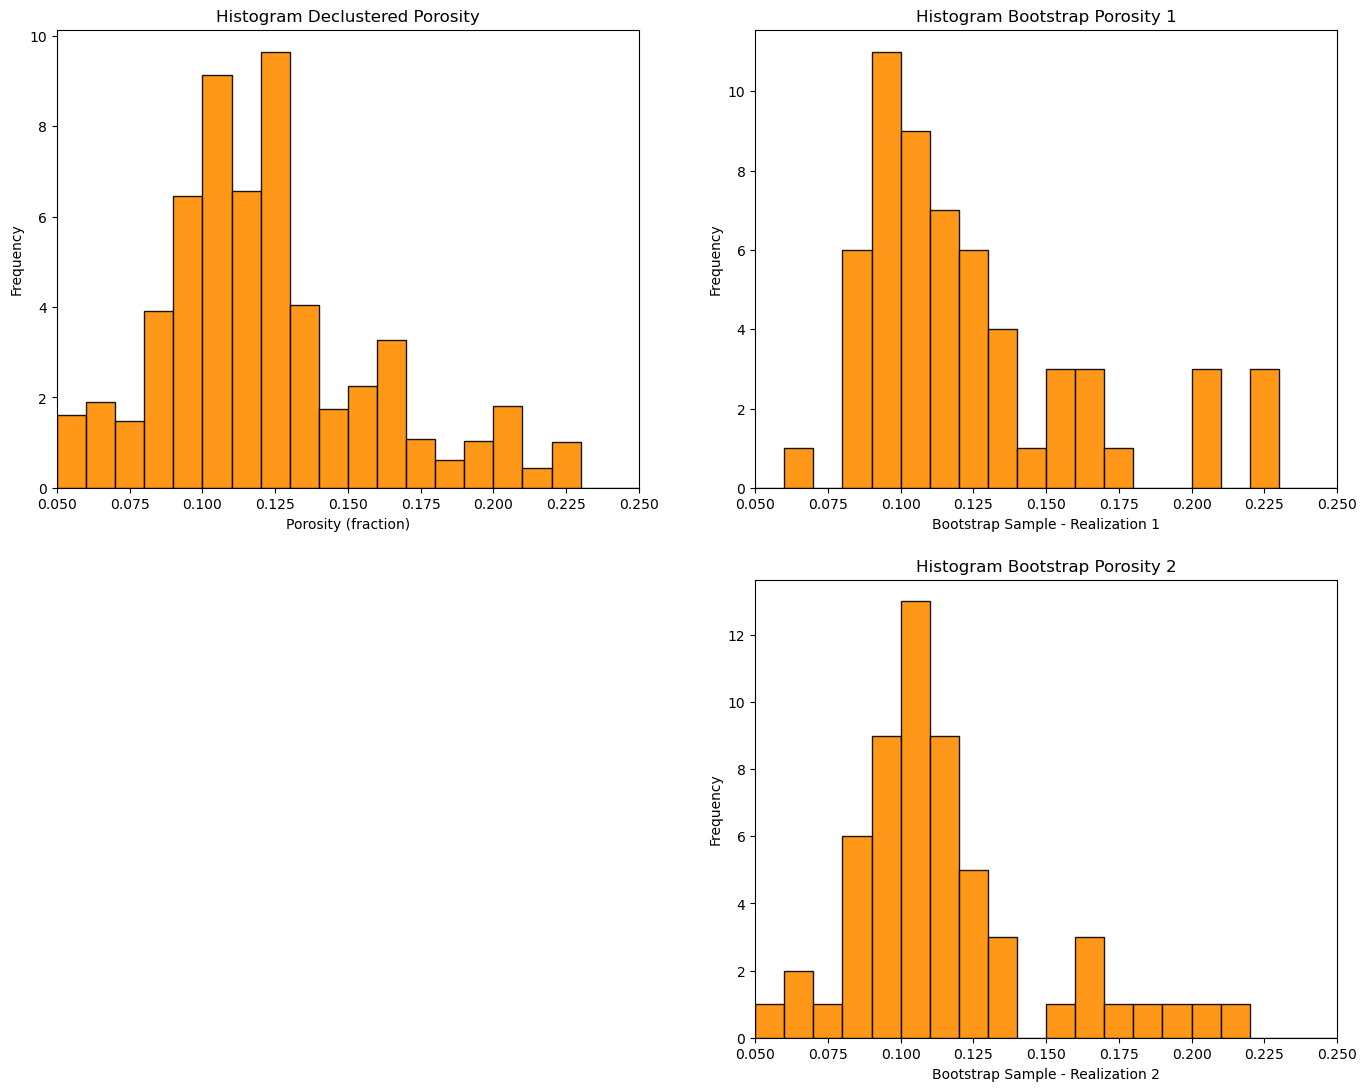 Histogram Declustered Porosity
10
8
6
4
2
0
Frequency
0.050 0.075 0.100 0.125 0.150 0.175 0.200 0.225 0.250
Porosity (fraction)
Histogram Bootstrap Porosity 1
10
8
6
4
2
0
Frequency
0.050 0.075 0.100 0.125 0.150 0.175 0.200 0.225 0.250
Bootstrap Sample - Realization 1
Histogram Bootstrap Porosity 2
12
10
8
6
4
2
0
Frequency
0.050 0.075 0.100 0.125 0.150 0.175 0.200 0.225 0.250
Bootstrap Sample - Realization 2